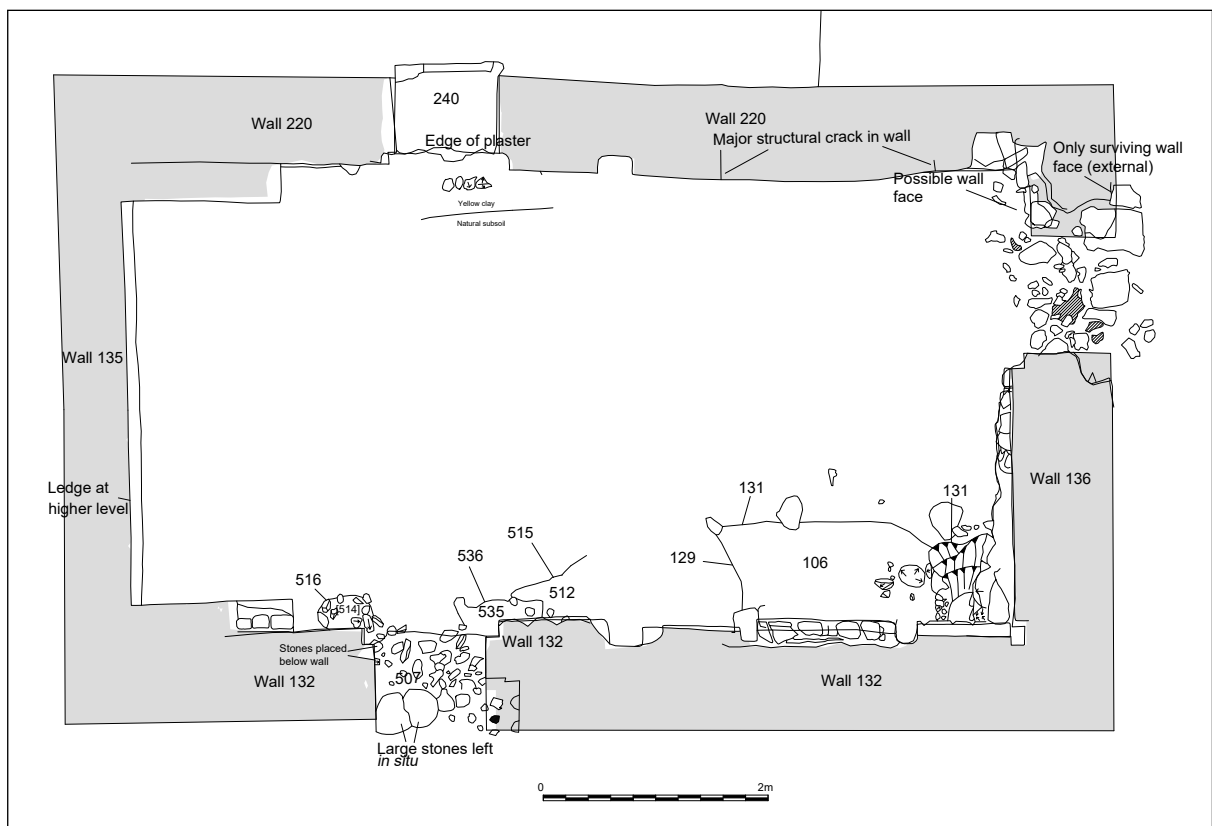 240
Wall 220
Wall 220
Edge of plaster
Major structural crack in wall
Only surviving wall
face (external)
Possible wall
face
Yellow clay
Natural subsoil
Wall 135
Ledge at
higher level
Wall 136
131
131
515
536
129
106
516
[514]
512
535
Stones placed
below wall
Wall 132
Wall 132
507
Wall 132
Large stones left
in situ
0
2m